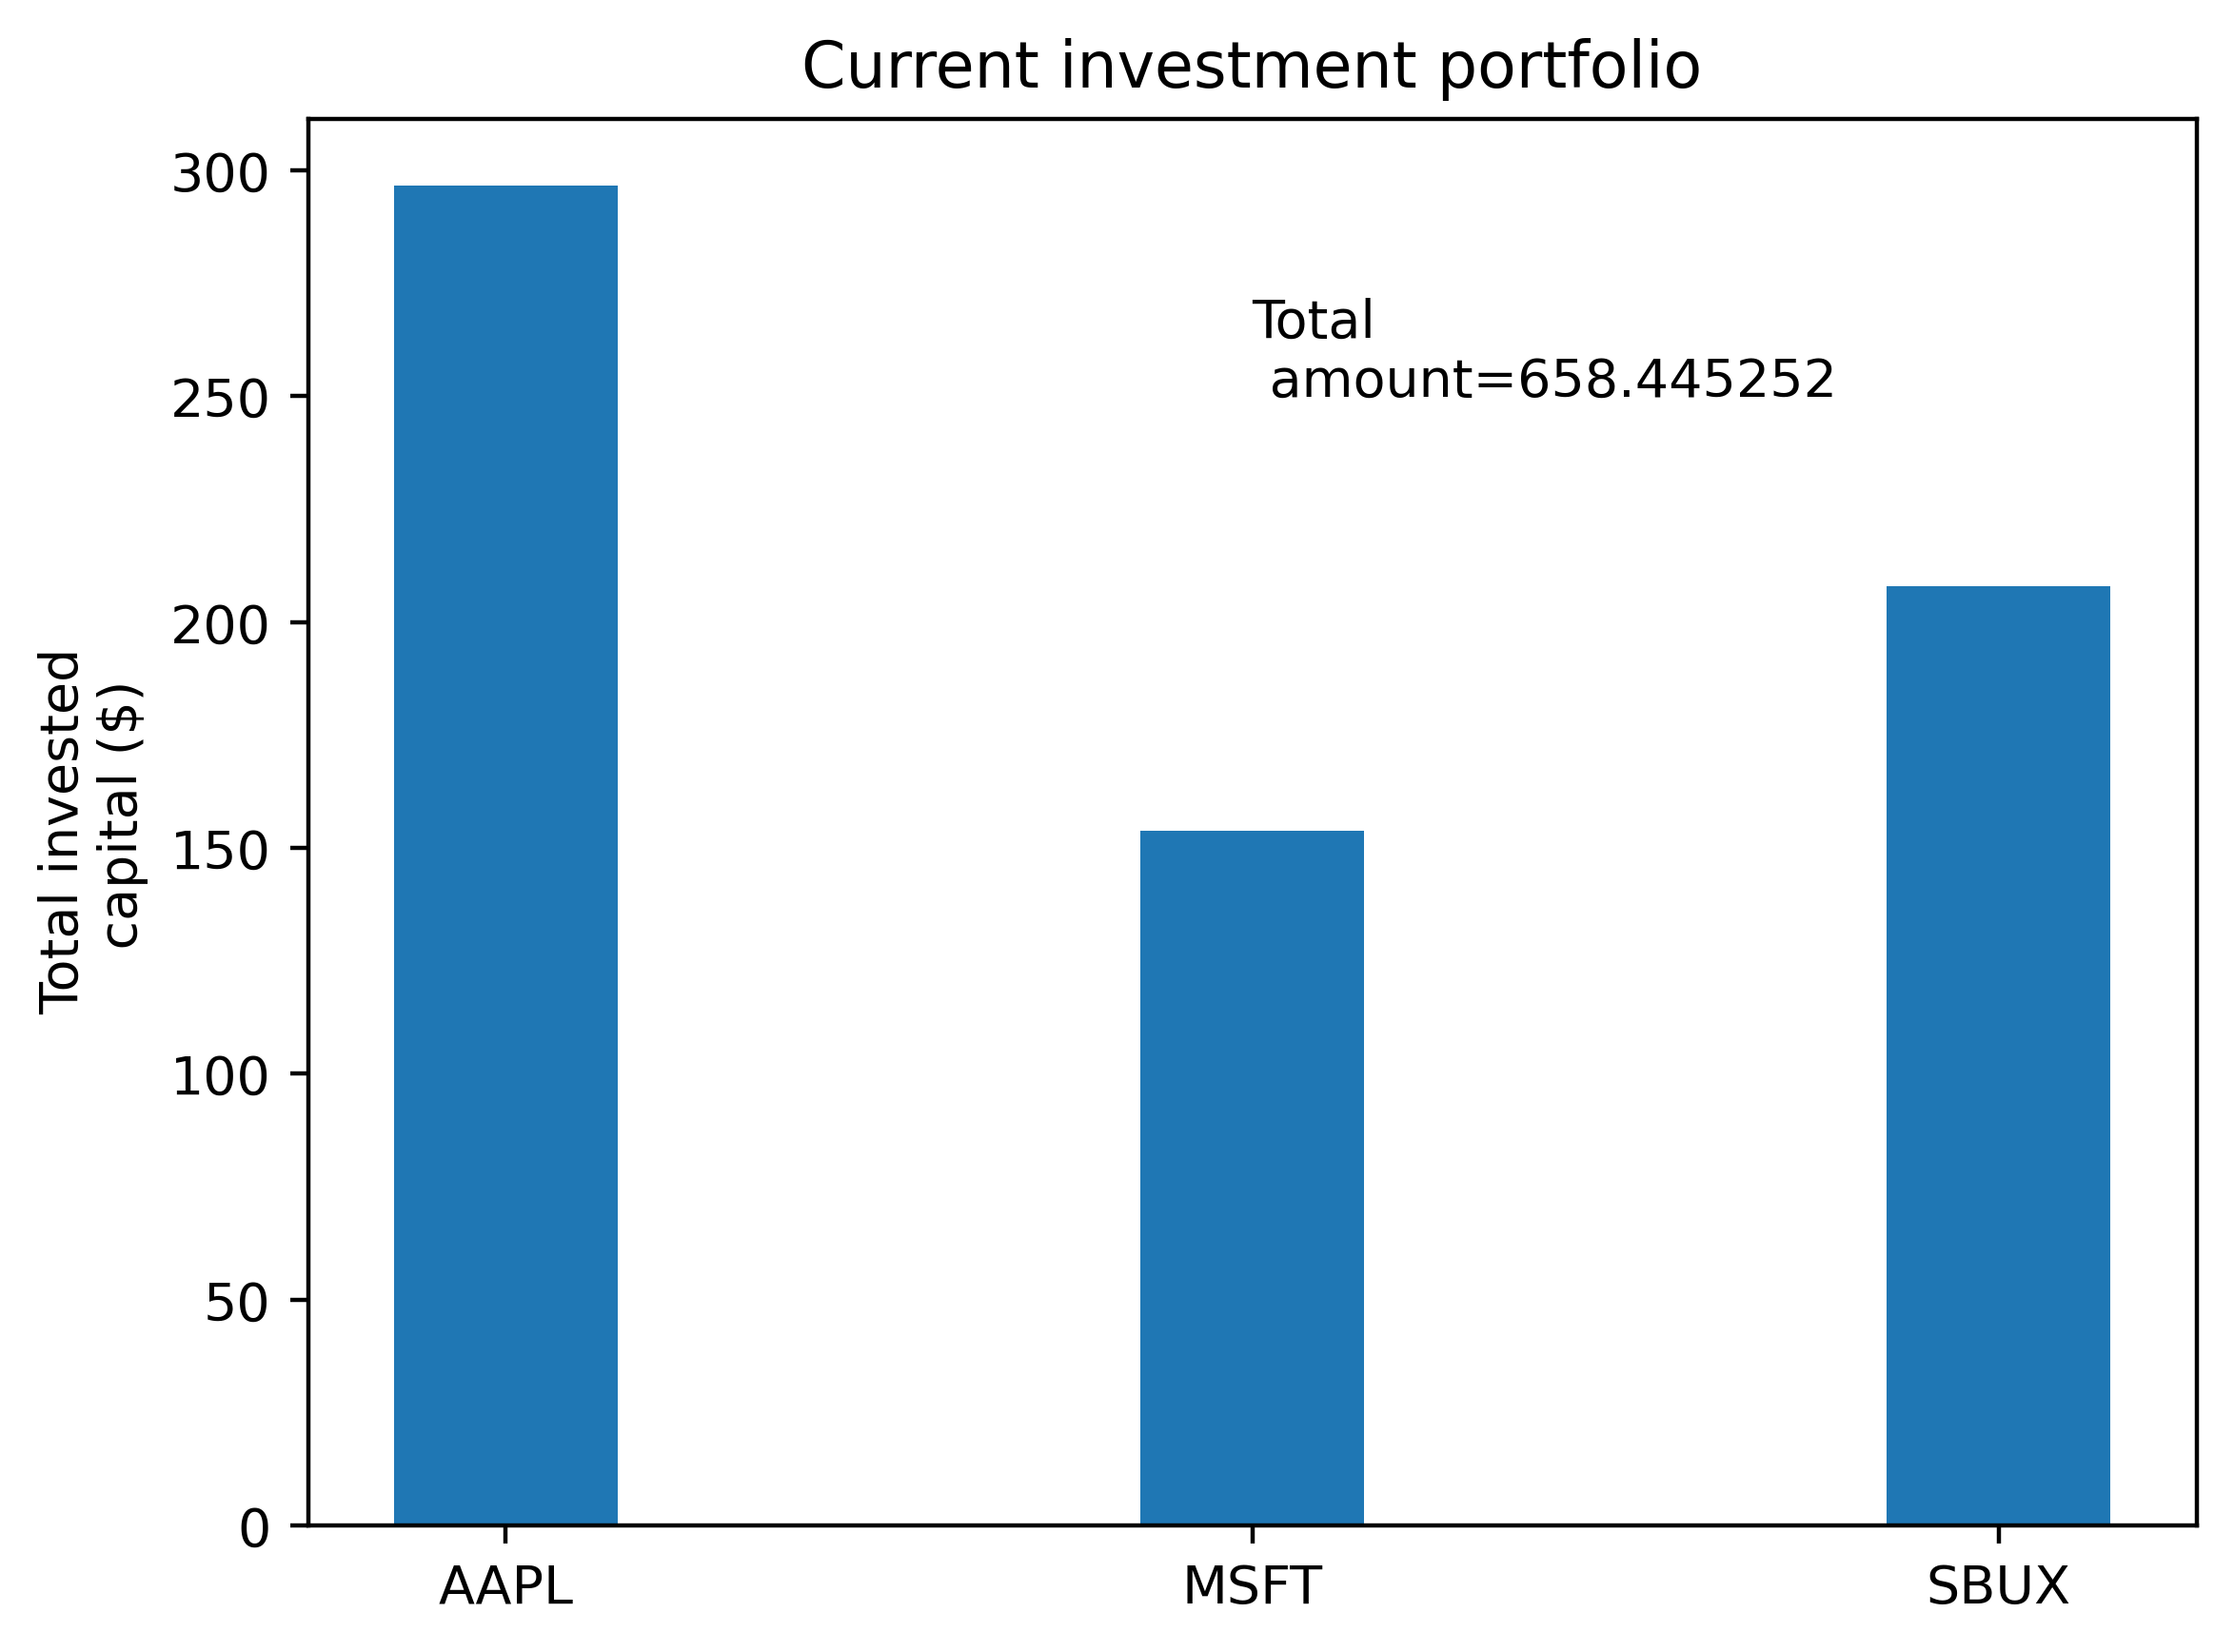 Current investment portfolio
Total invested
capital ($)
300
250
200
150
100
50
0
Total
amount=658.445252
AAPL
MSFT
SBUX